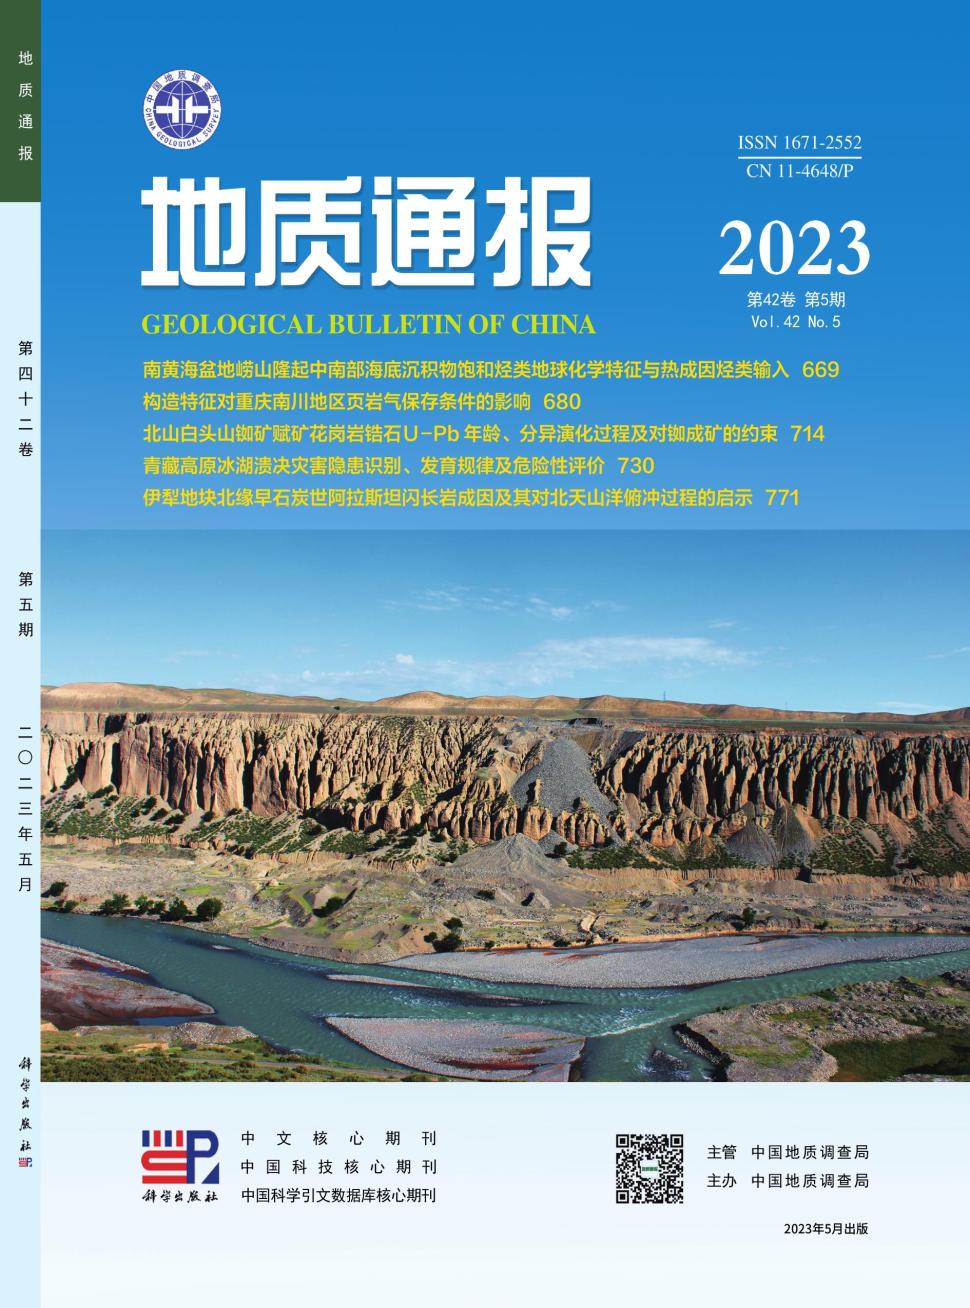 地质通报
第四十二卷
第五期
二〇二三年五月
科学出版社
中国地质调查局
CHINA GEOLOGICAL SURVEY
ISSN 1671-2552
CN 11-4648/P
地质通报
GEOLOGICAL BULLETIN OF CHINA
2023
第42卷 第5期
Vol.42 No.5
南黄海盆地崂山隆起中南部海底沉积物饱和烃类地球化学特征与热成因烃类输入 669
构造特征对重庆南川地区页岩气保存条件的影响 680
北山白头山铷矿赋矿花岗岩锆石U-Pb年龄、分异演化过程及对铷成矿的约束 714
青藏高原冰湖溃决灾害隐患识别、发育规律及危险性评价 730
伊犁地块北缘早石炭世阿拉斯坦闪长岩成因及其对北天山洋俯冲过程的启示 771
科学出版社
中文核心期刊
中国科技核心期刊
中国科学引文数据库核心期刊
主管 中国地质调查局
主办 中国地质调查局
2023年5月出版